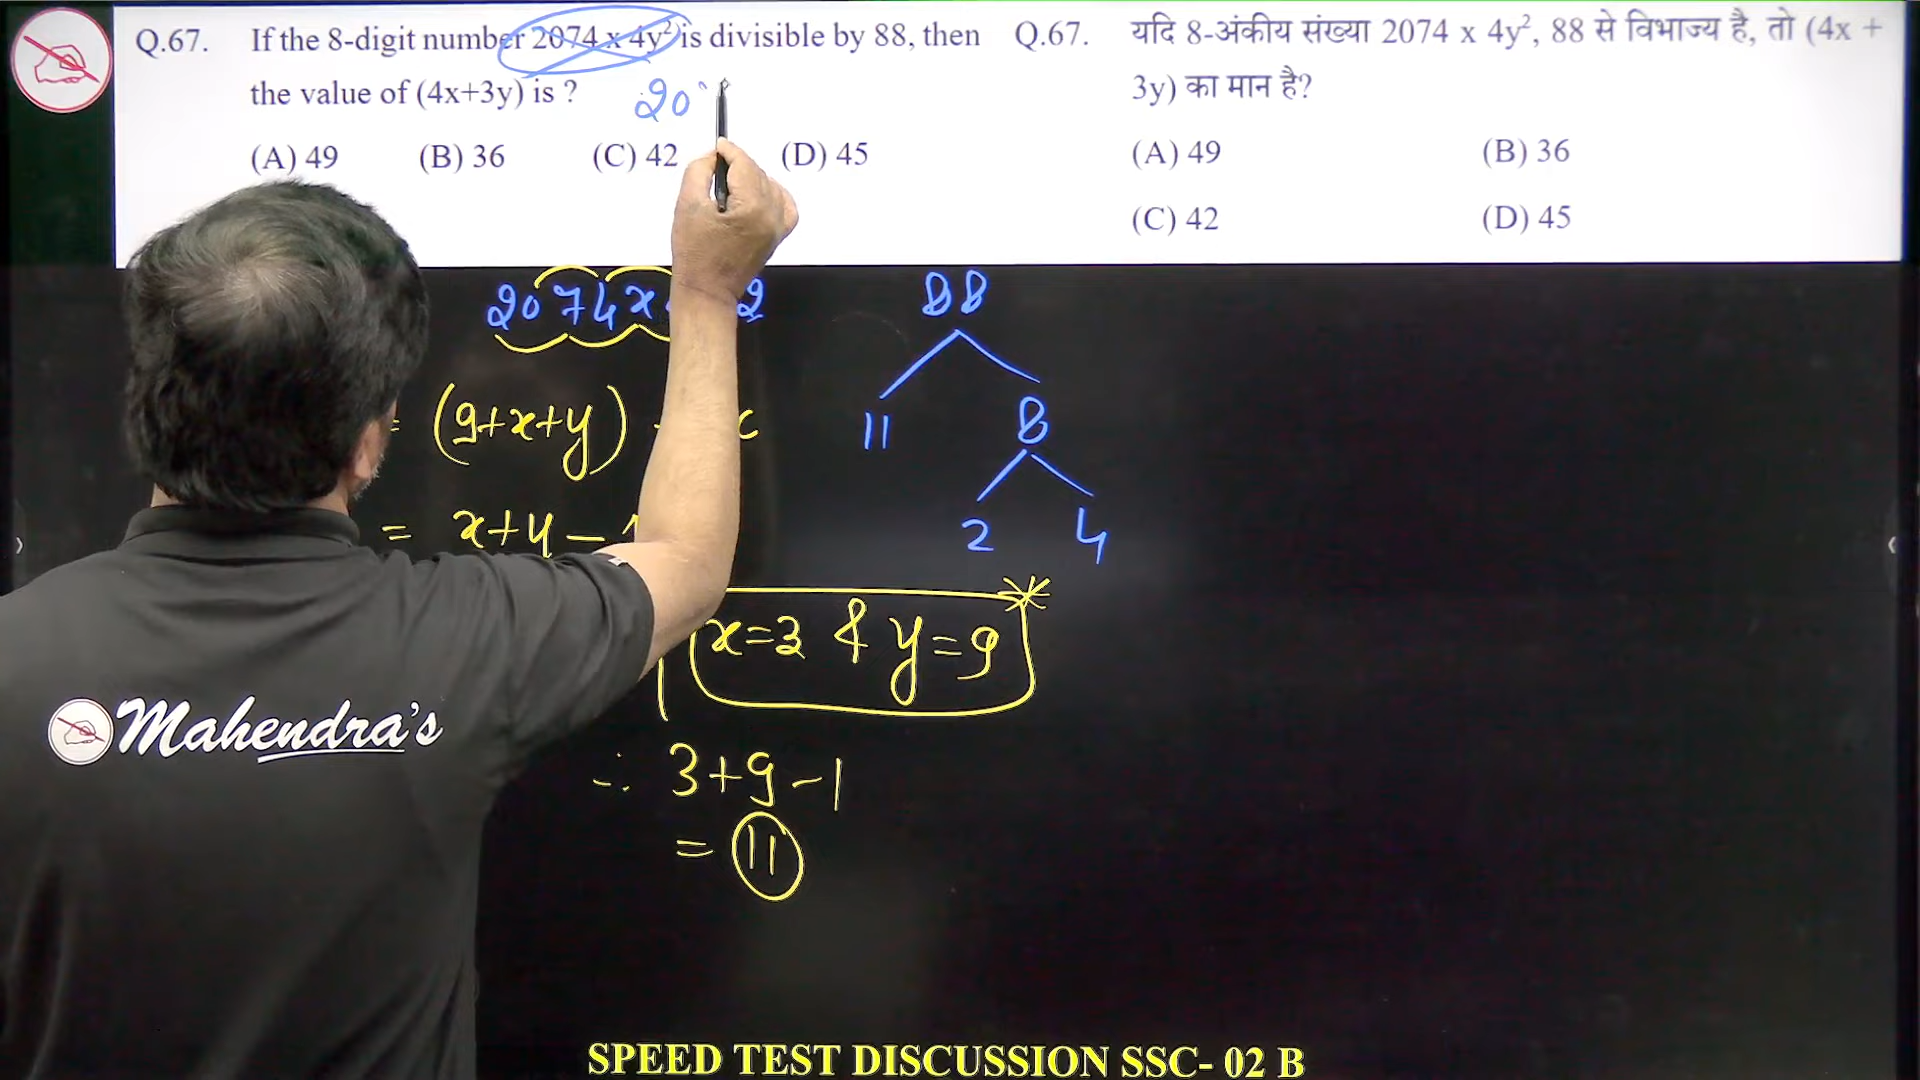 Q.67. If the 8-digit number 2074 x 4y² is divisible by 88, then
the value of (4x+3y) is ?
20
(A) 49 (B) 36 (C) 42 (D) 45
Q.67. यदि 8-अंकीय संख्या 2074 x 4y², 88 से विभाज्य है, तो (4x +
3y) का मान है?
(A) 49 (B) 36
(C) 42 (D) 45
2074x 2
= (9+x+y) -
= x+y-
x=3 & y=9
∴ 3+9-1
= 11
88
11 8
2 4
Mahendra's
SPEED TEST DISCUSSION SSC- 02 B